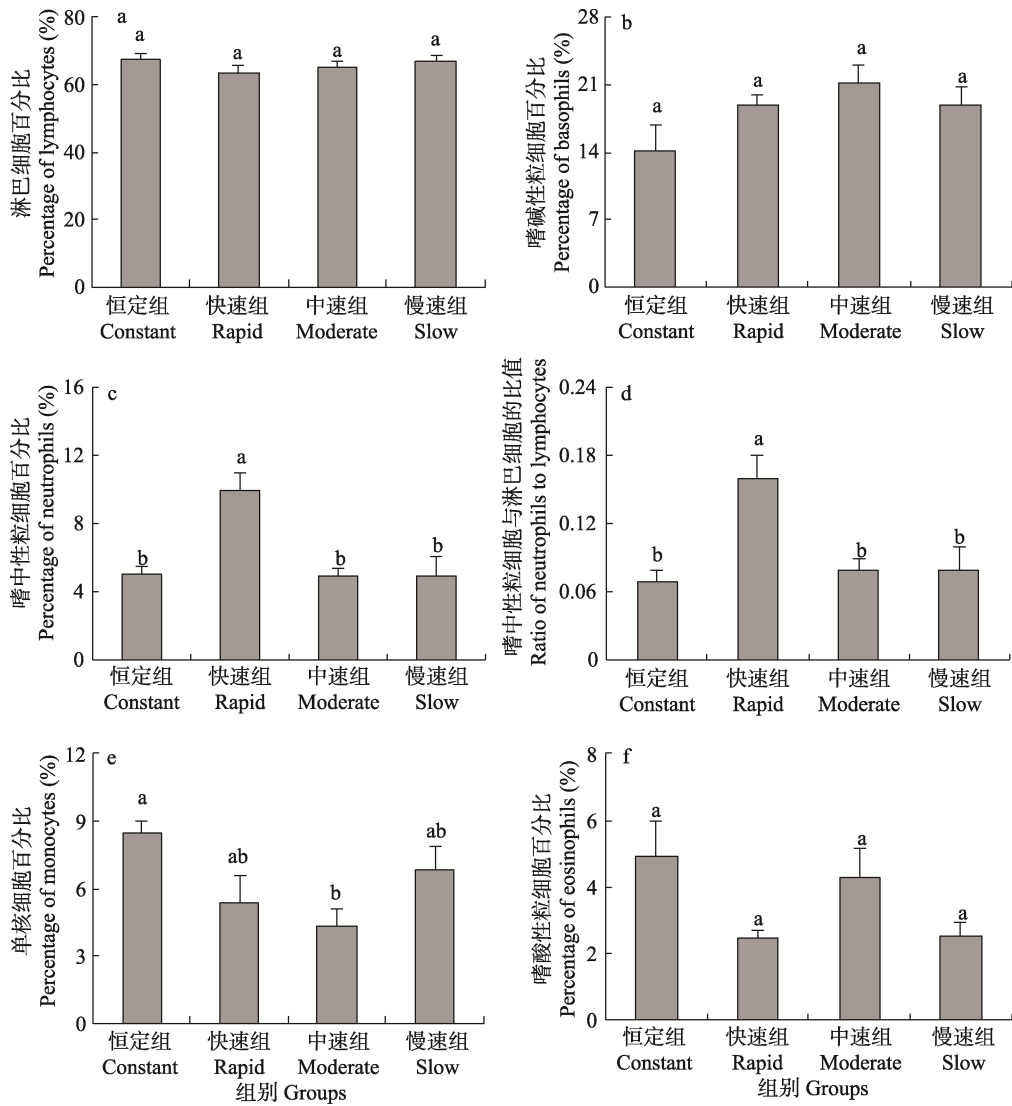 淋巴细胞百分比
Percentage of lymphocytes (%)
80
60
40
20
0
a
a
a
a
a
恒定组
快速组
中速组
慢速组
Constant
Rapid
Moderate
Slow
嗜碱性粒细胞百分比
Percentage of basophils (%)
28
21
14
7
0
b
a
a
a
a
恒定组
快速组
中速组
慢速组
Constant
Rapid
Moderate
Slow
嗜中性粒细胞百分比
Percentage of neutrophils (%)
16
12
8
4
0
c
b
a
b
b
恒定组
快速组
中速组
慢速组
Constant
Rapid
Moderate
Slow
嗜中性粒细胞与淋巴细胞的比值
Ratio of neutrophils to lymphocytes
0.24
0.18
0.12
0.06
0
d
b
a
b
b
恒定组
快速组
中速组
慢速组
Constant
Rapid
Moderate
Slow
单核细胞百分比
Percentage of monocytes (%)
12
9
6
3
0
e
a
ab
b
ab
恒定组
快速组
中速组
慢速组
Constant
Rapid
Moderate
Slow
组别 Groups
嗜酸性粒细胞百分比
Percentage of eosinophils (%)
8
6
4
2
0
f
a
a
a
a
恒定组
快速组
中速组
慢速组
Constant
Rapid
Moderate
Slow
组别 Groups